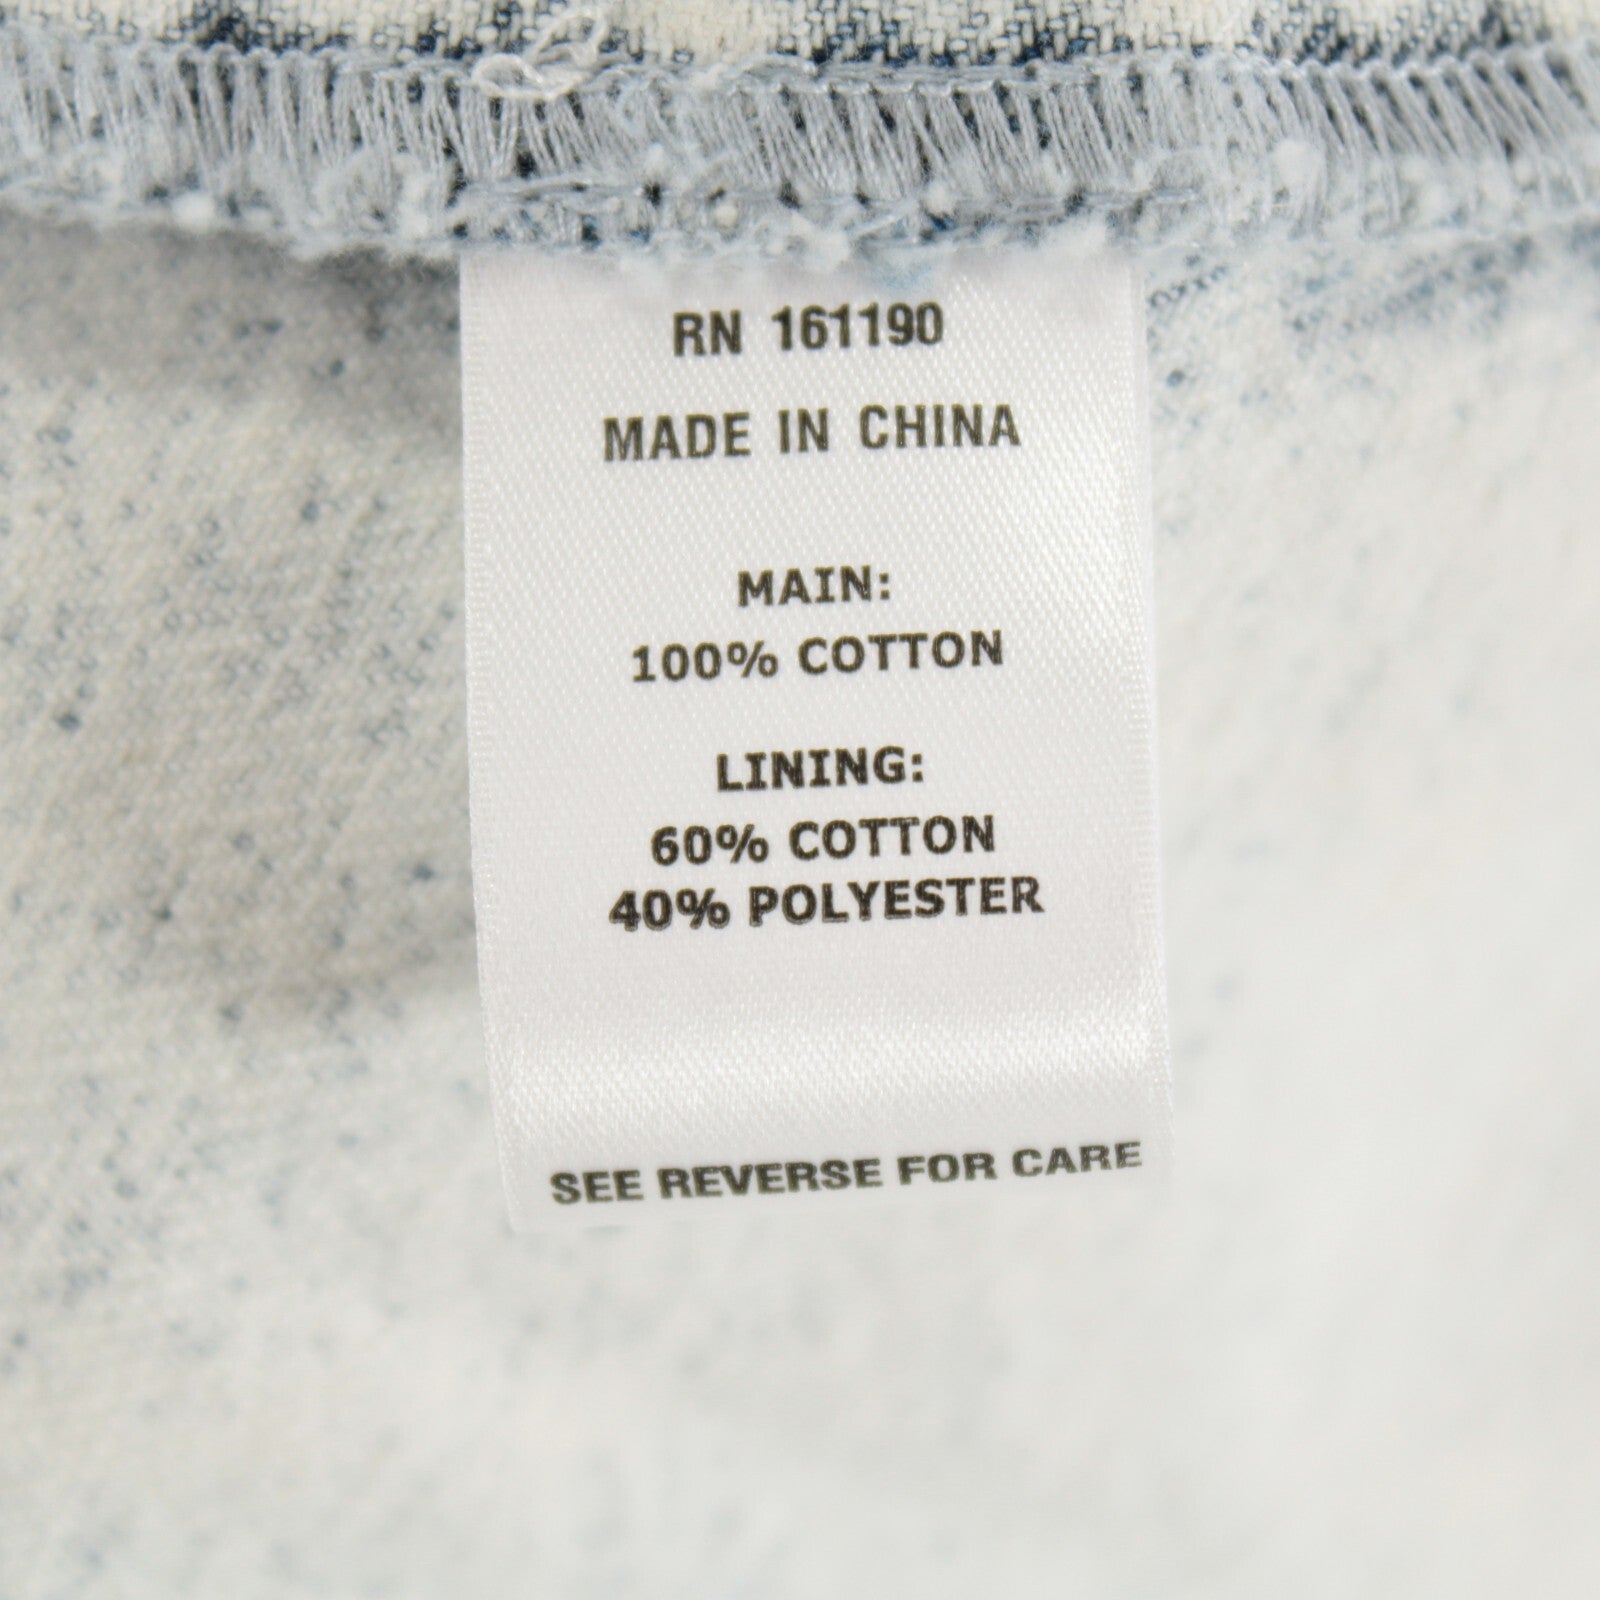 RN 161190
MADE IN CHINA
MAIN:
100% COTTON
LINING:
60% COTTON
40% POLYESTER
SEE REVERSE FOR CARE